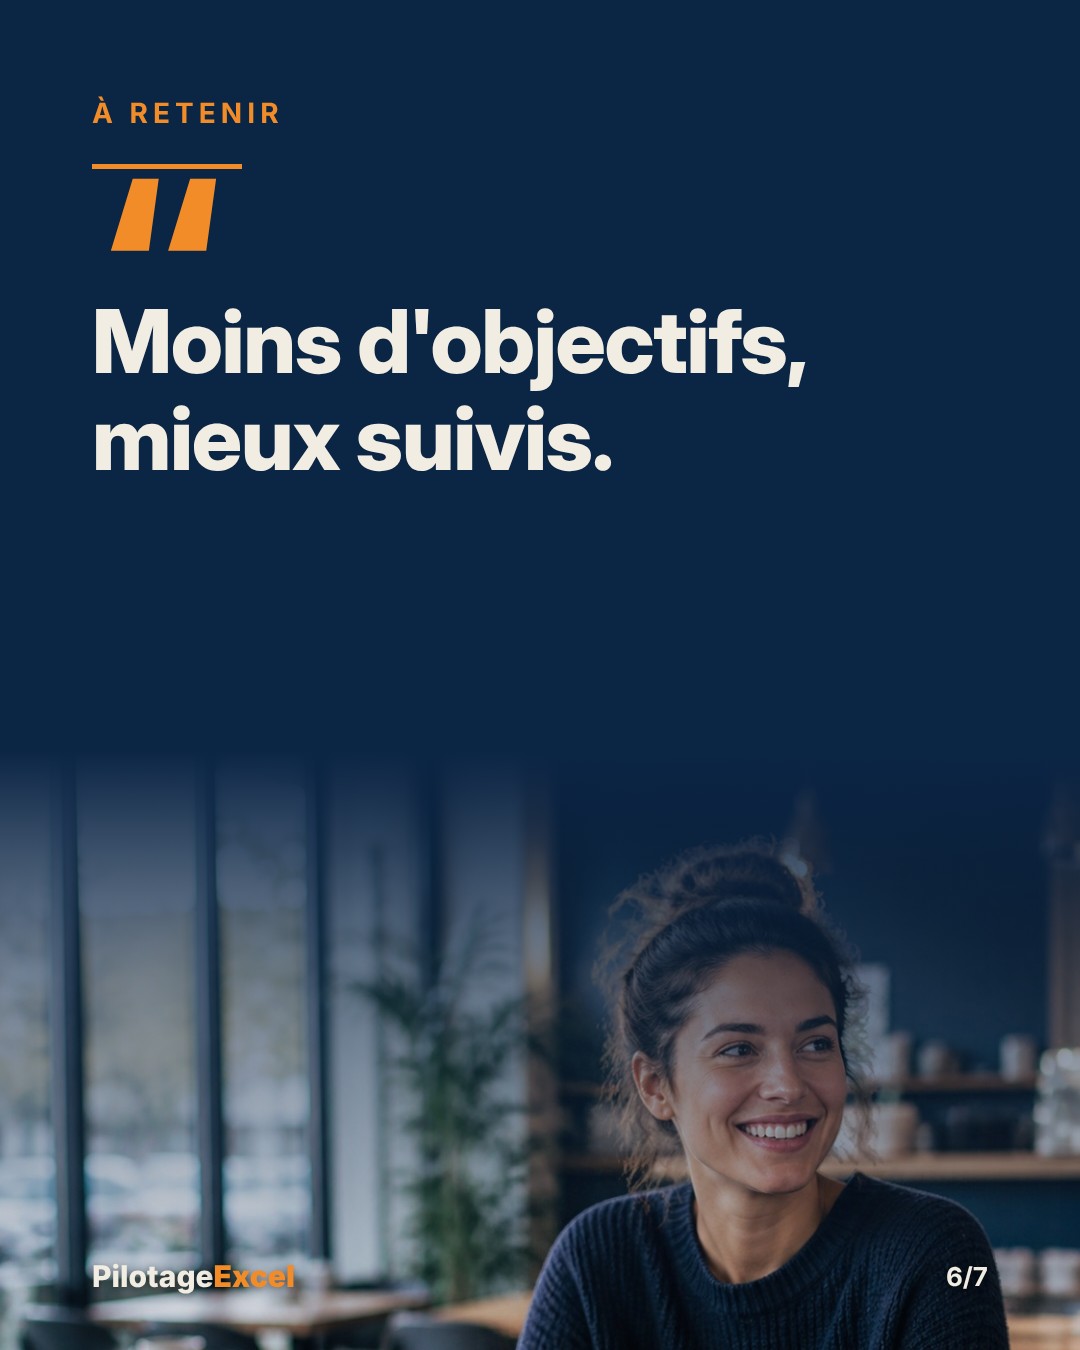 À RETENIR
"
Moins d'objectifs,
mieux suivis.
PilotageExcel
6/7